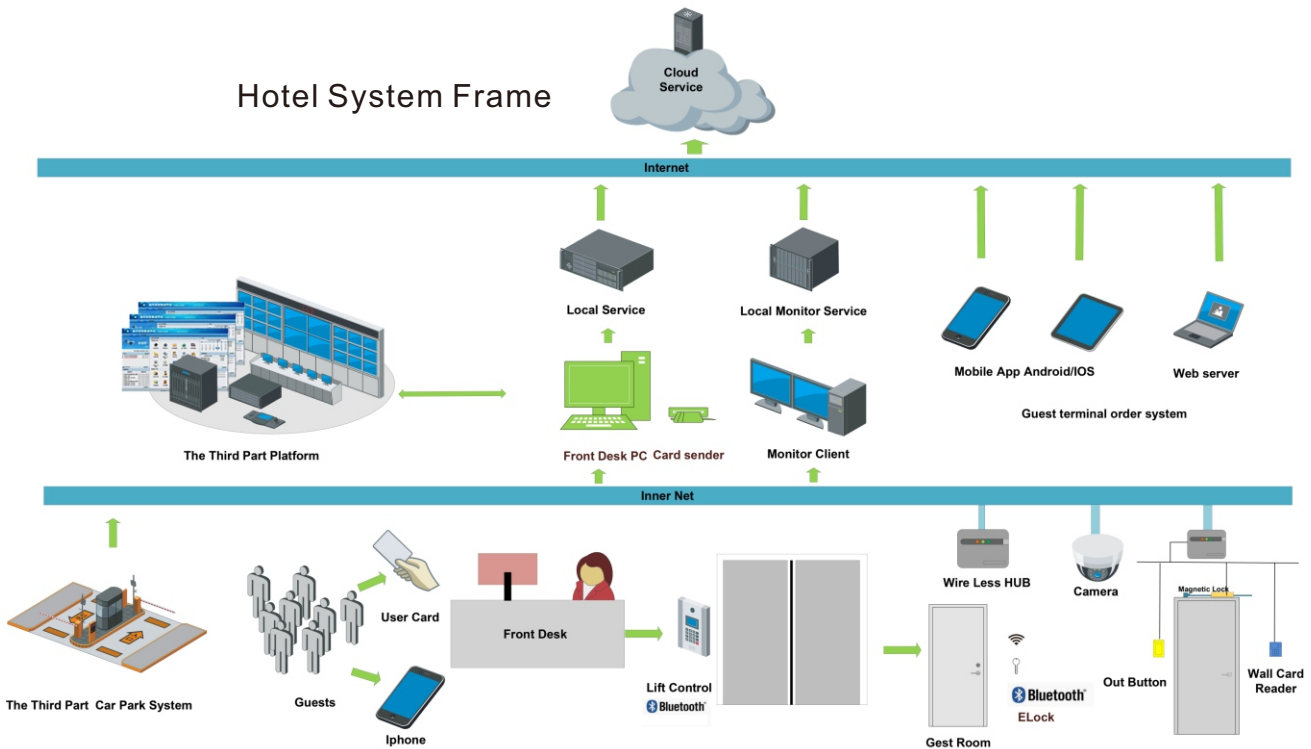 Hotel System Frame
Cloud
Service
Internet
Local Service
Local Monitor Service
Mobile App Android/IOS
Web server
Guest terminal order system
The Third Part Platform
Front Desk PC
Card sender
Monitor Client
Inner Net
User Card
Front Desk
Wire Less HUB
Camera
Magnetic Lock
Lift Control
Bluetooth®
Bluetooth®
ELock
Out Button
Wall Card
Reader
The Third Part Car Park System
Guests
Iphone
Gest Room